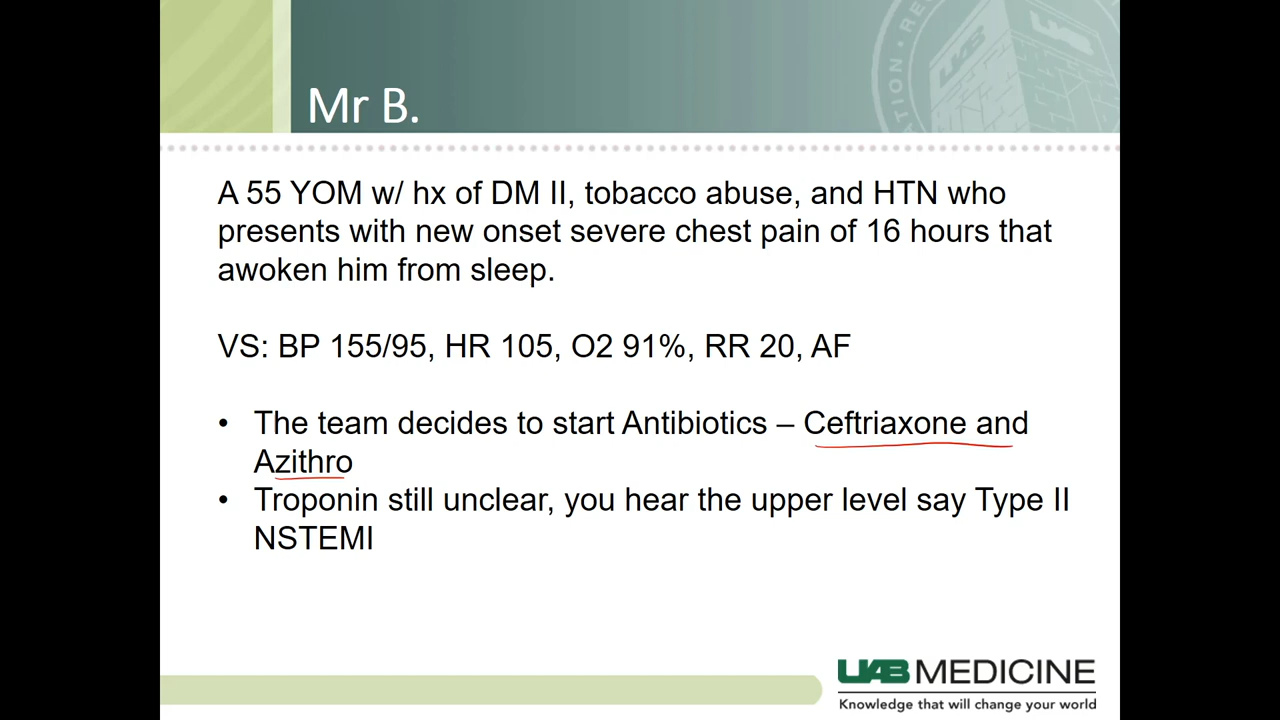 Mr B.
A 55 YOM w/ hx of DM II, tobacco abuse, and HTN who
presents with new onset severe chest pain of 16 hours that
awoken him from sleep.
VS: BP 155/95, HR 105, O2 91%, RR 20, AF
• The team decides to start Antibiotics – Ceftriaxone and
Azithro
• Troponin still unclear, you hear the upper level say Type II
NSTEMI
UAB MEDICINE
Knowledge that will change your world